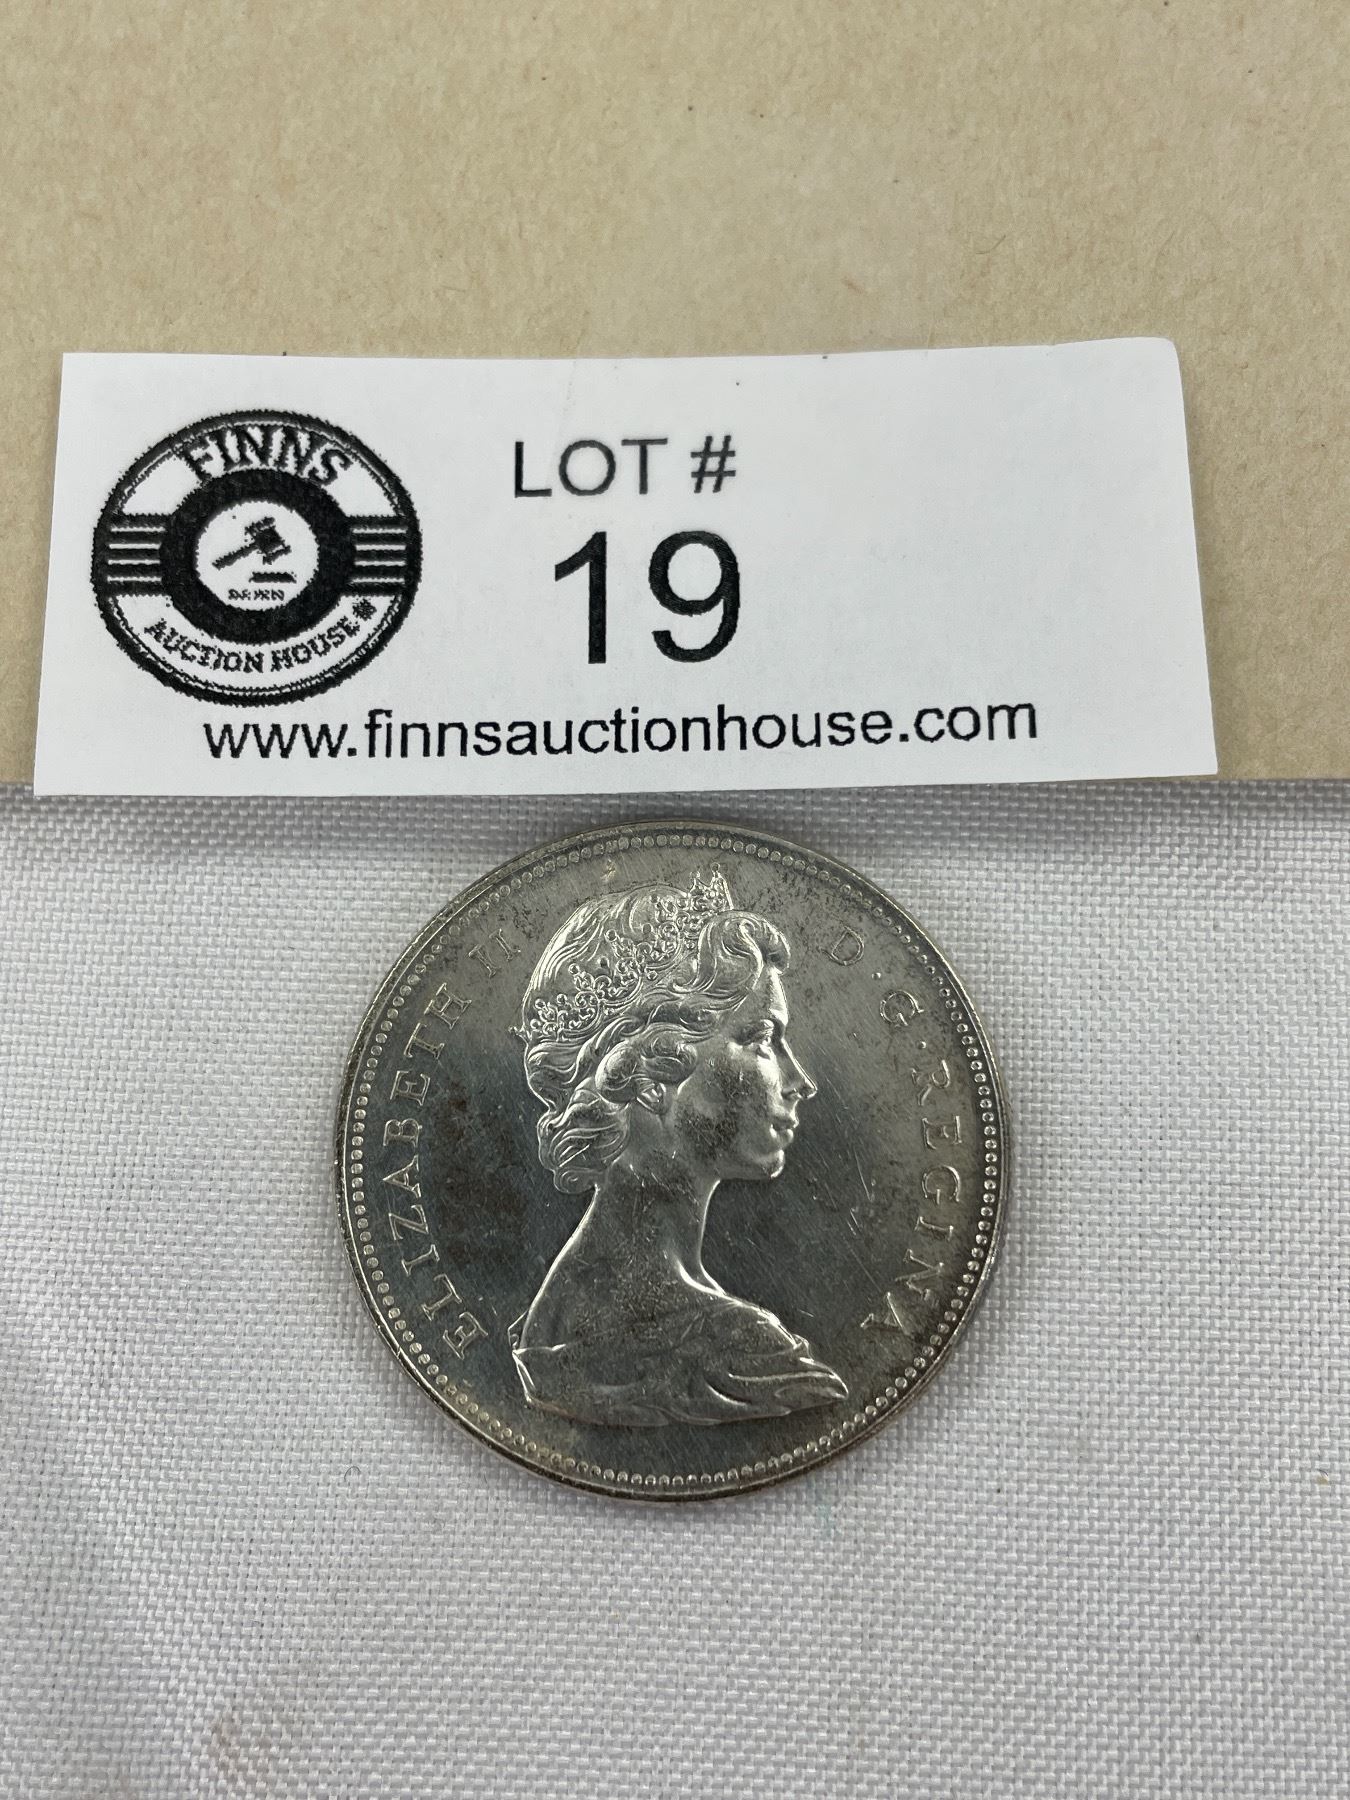 FINNS
AUCTION HOUSE
LOT #
19
www.finnsauctionhouse.com
ELIZABETH II D·G·REGINA